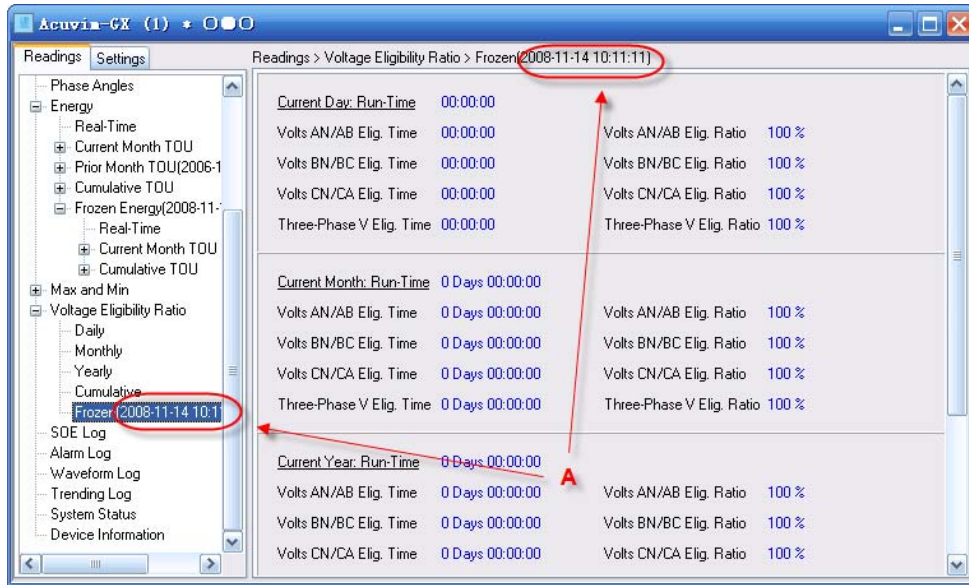 Acuvim-GX (1) * ○●○
Readings Settings
Readings > Voltage Eligibility Ratio > Frozen(2008-11-14 10:11:11)
Phase Angles
Energy
Real-Time
Current Month TOU
Prior Month TOU(2006-1
Cumulative TOU
Frozen Energy(2008-11-
Real-Time
Current Month TOU
Cumulative TOU
Max and Min
Voltage Eligibility Ratio
Daily
Monthly
Yearly
Cumulative
Frozen(2008-11-14 10:1
SOE Log
Alarm Log
Waveform Log
Trending Log
System Status
Device Information
Current Day: Run-Time 00:00:00
Volts AN/AB Elig. Time 00:00:00 Volts AN/AB Elig. Ratio 100 %
Volts BN/BC Elig. Time 00:00:00 Volts BN/BC Elig. Ratio 100 %
Volts CN/CA Elig. Time 00:00:00 Volts CN/CA Elig. Ratio 100 %
Three-Phase V Elig. Time 00:00:00 Three-Phase V Elig. Ratio 100 %
Current Month: Run-Time 0 Days 00:00:00
Volts AN/AB Elig. Time 0 Days 00:00:00 Volts AN/AB Elig. Ratio 100 %
Volts BN/BC Elig. Time 0 Days 00:00:00 Volts BN/BC Elig. Ratio 100 %
Volts CN/CA Elig. Time 0 Days 00:00:00 Volts CN/CA Elig. Ratio 100 %
Three-Phase V Elig. Time 0 Days 00:00:00 Three-Phase V Elig. Ratio 100 %
Current Year: Run-Time 0 Days 00:00:00
A
Volts AN/AB Elig. Time 0 Days 00:00:00 Volts AN/AB Elig. Ratio 100 %
Volts BN/BC Elig. Time 0 Days 00:00:00 Volts BN/BC Elig. Ratio 100 %
Volts CN/CA Elig. Time 0 Days 00:00:00 Volts CN/CA Elig. Ratio 100 %